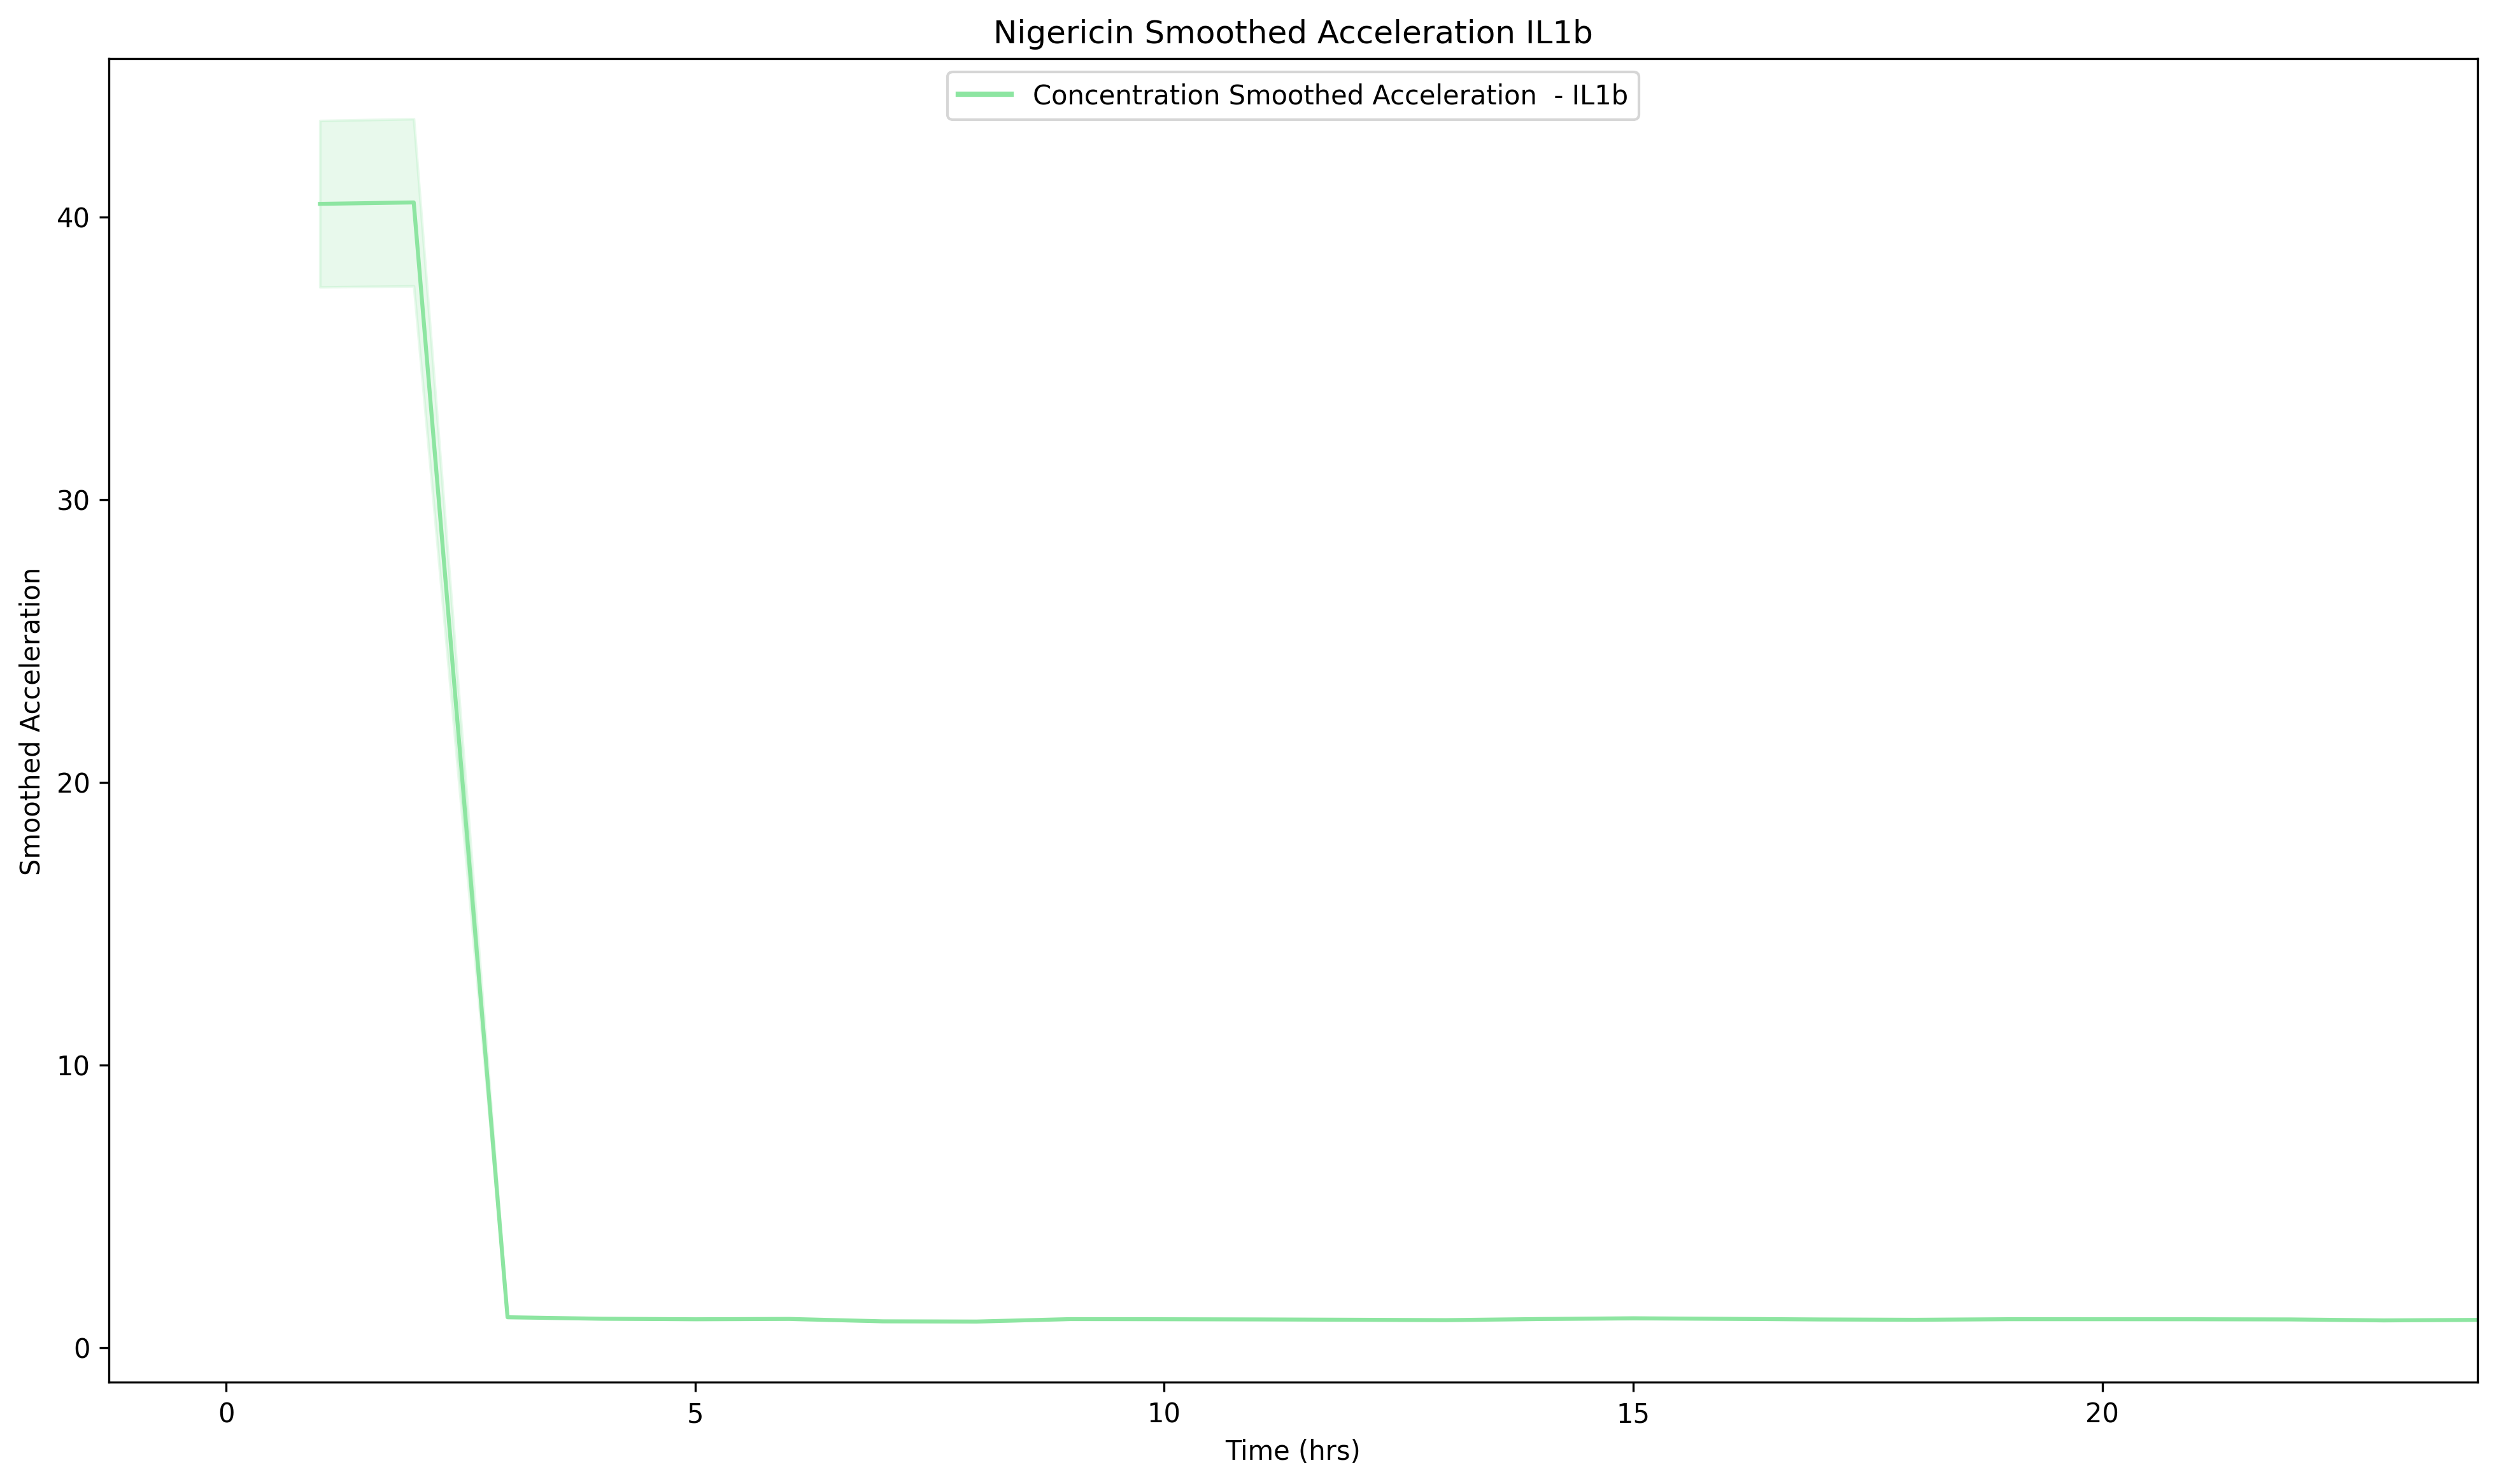 Nigericin Smoothed Acceleration IL1b
Concentration Smoothed Acceleration  - IL1b
Smoothed Acceleration
40
30
20
10
0
0 5 10 15 20
Time (hrs)